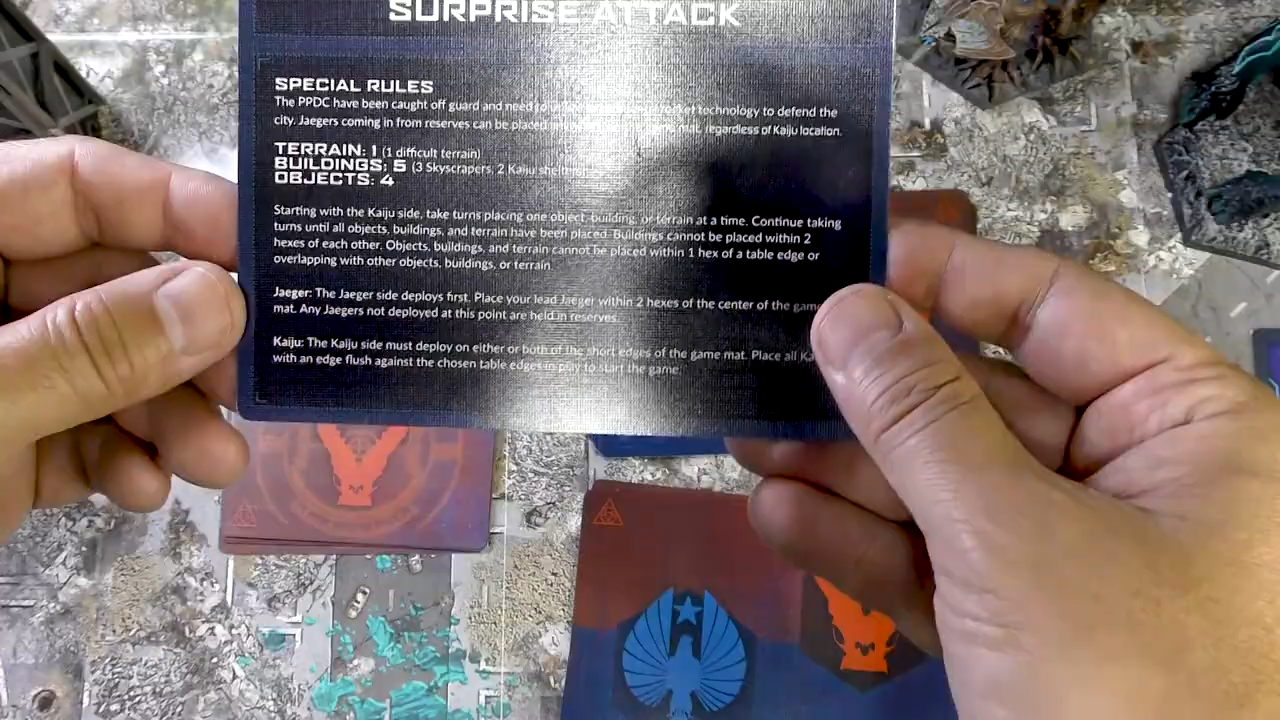 SURPRISE ATTACK
SPECIAL RULES
The PPDC have been caught off guard and need technology to defend the
city. Jaegers coming in from reserves can be placed mat, regardless of Kaiju location.
TERRAIN: 1 (1 difficult terrain)
BUILDINGS: 5 (3 Skyscrapers, 2 Kaiju
OBJECTS: 4
Starting with the Kaiju side, take turns placing one object, building, or terrain at a time. Continue taking
turns until all objects, buildings, and terrain have been placed. Buildings cannot be placed within 2
hexes of each other. Objects, buildings, and terrain cannot be placed within 1 hex of a table edge or
overlapping with other objects, buildings, or terrain.
Jaeger: The Jaeger side deploys first. Place your lead Jaeger within 2 hexes of the center of the game
mat. Any Jaegers not deployed at this point are held in reserves.
Kaiju: The Kaiju side must deploy on either or both of the short edges of the game mat. Place all
with an edge flush against the chosen table edges in play to start the game.